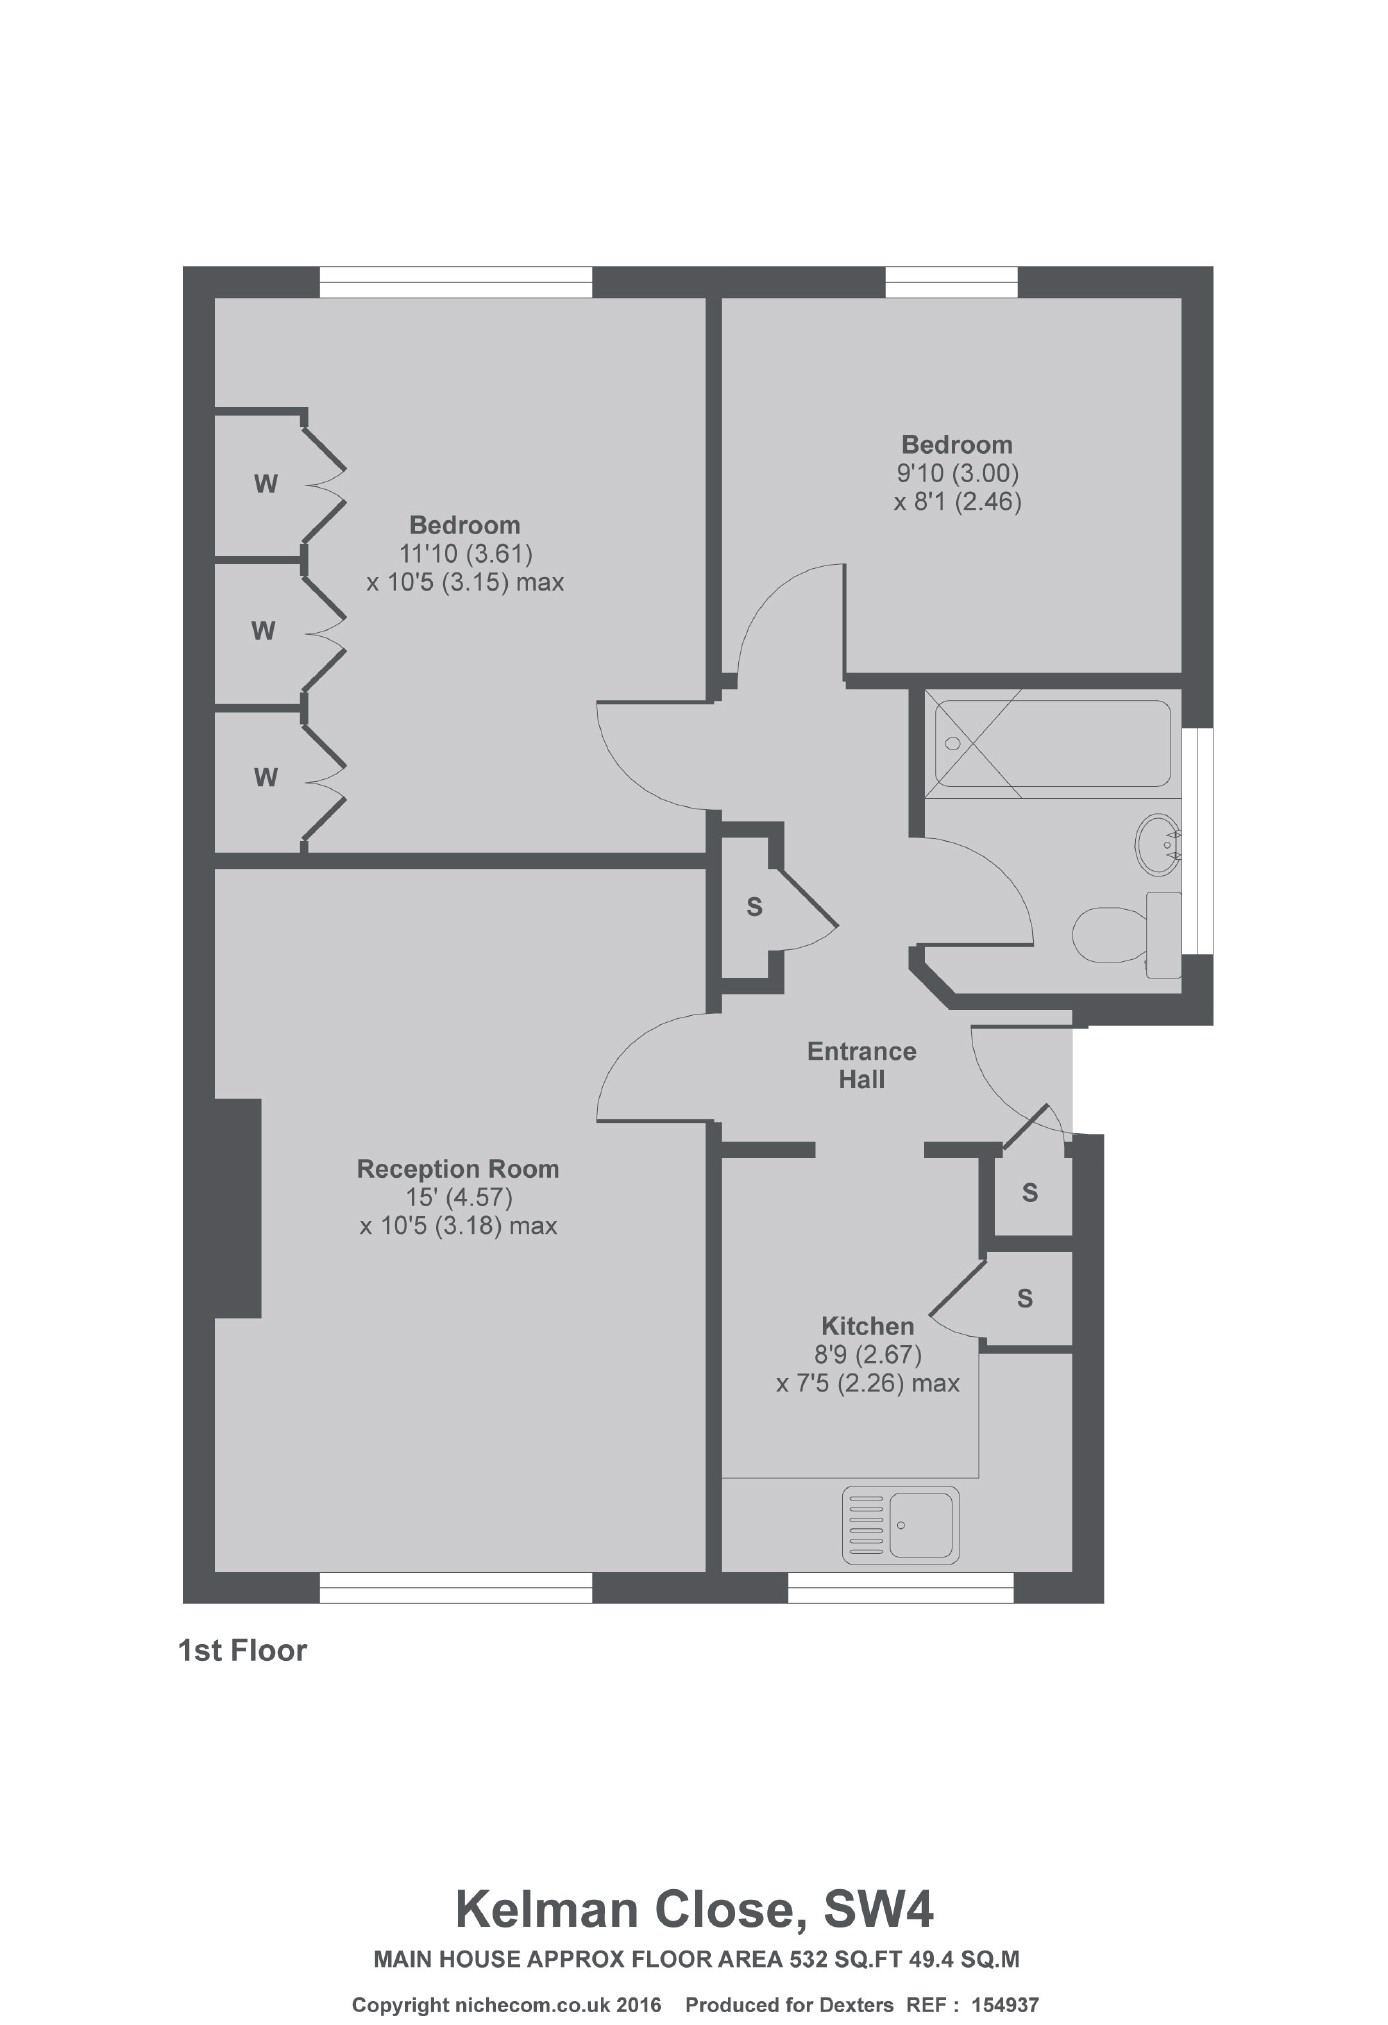 Bedroom
9'10 (3.00)
x 8'1 (2.46)
W
Bedroom
11'10 (3.61)
x 10'5 (3.15) max
W
W
S
Entrance
Hall
Reception Room
15' (4.57)
x 10'5 (3.18) max
S
S
Kitchen
8'9 (2.67)
x 7'5 (2.26) max
1st Floor
Kelman Close, SW4
MAIN HOUSE APPROX FLOOR AREA 532 SQ.FT 49.4 SQ.M
Copyright nichecom.co.uk 2016 Produced for Dexters REF : 154937